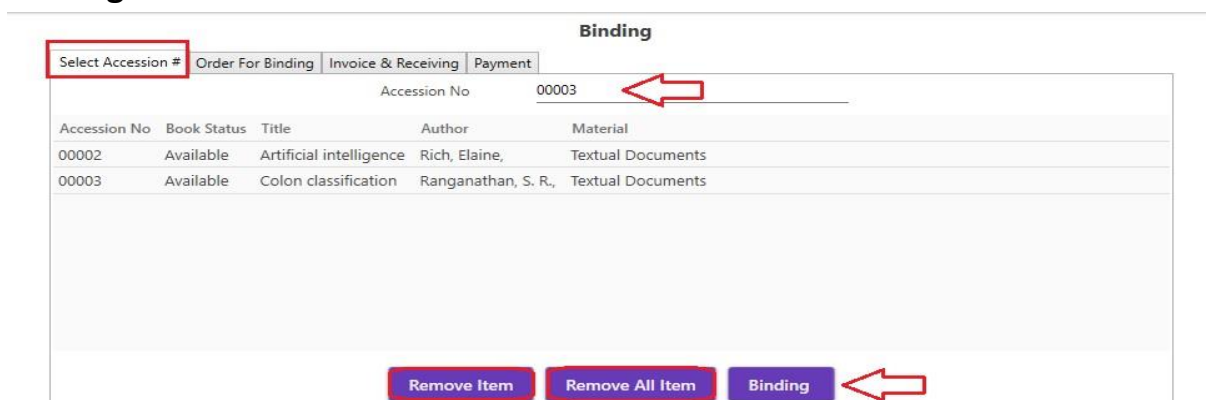 Binding
Select Accession # Order For Binding Invoice & Receiving Payment
Accession No 00003
Accession No Book Status Title Author Material
00002 Available Artificial intelligence Rich, Elaine, Textual Documents
00003 Available Colon classification Ranganathan, S. R., Textual Documents
Remove Item Remove All Item Binding